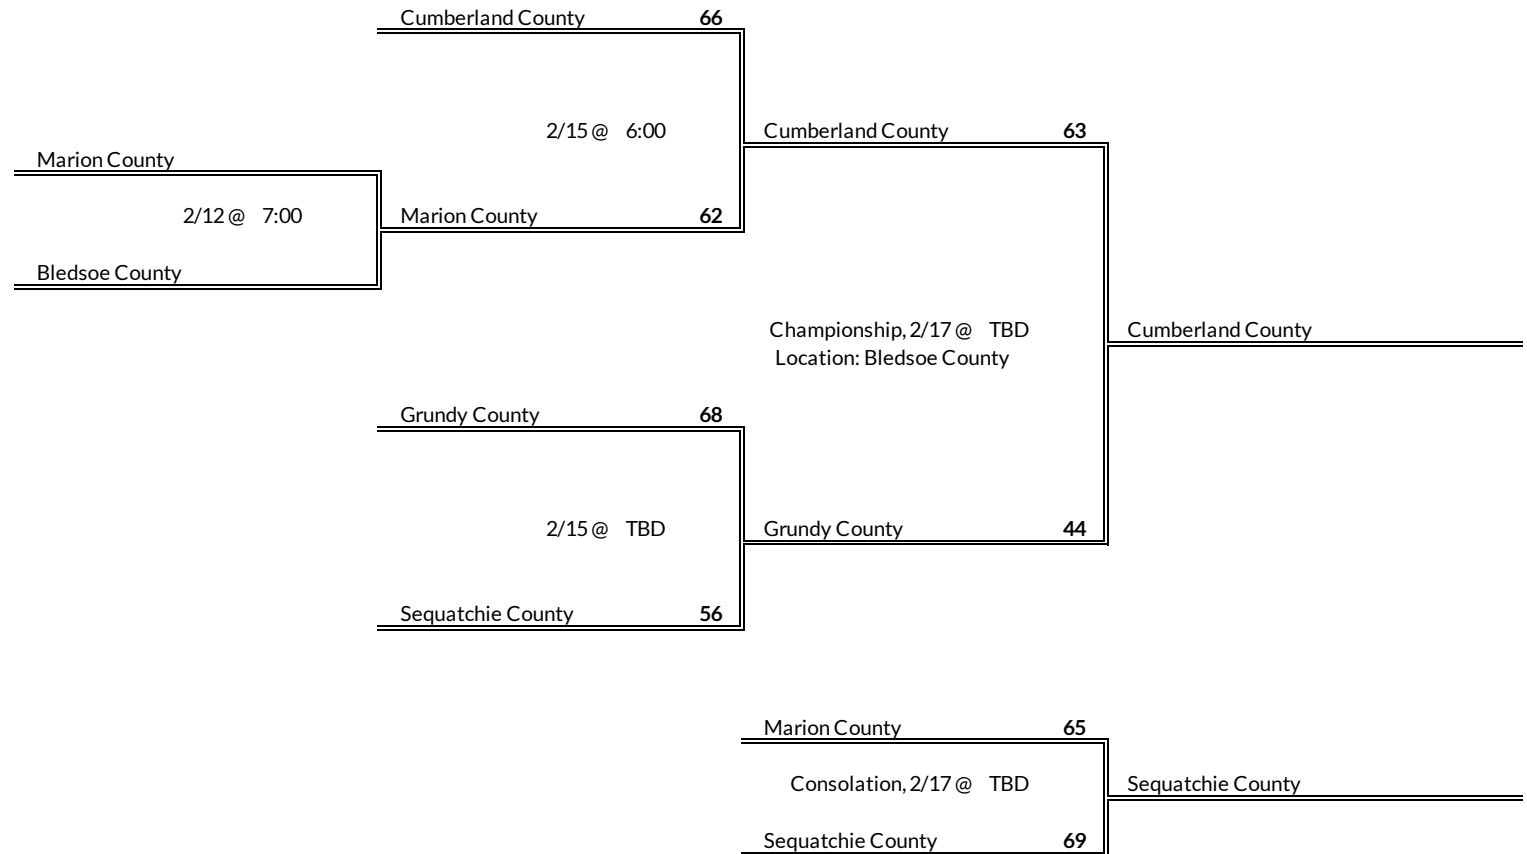 Cumberland County 66
2/15 @ 6:00
Cumberland County 63
Marion County
2/12 @ 7:00
Marion County 62
Bledsoe County
Championship, 2/17 @ TBD
Location: Bledsoe County
Cumberland County
Grundy County 68
2/15 @ TBD
Grundy County 44
Sequatchie County 56
Marion County 65
Consolation, 2/17 @ TBD
Sequatchie County
Sequatchie County 69